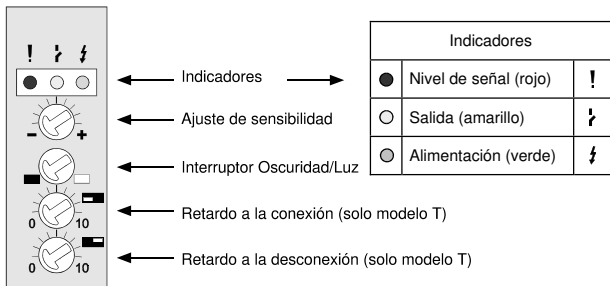 Indicadores
Nivel de señal (rojo) !
Salida (amarillo)
Alimentación (verde)
!
Indicadores
- +
Ajuste de sensibilidad
Interruptor Oscuridad/Luz
0 10
Retardo a la conexión (solo modelo T)
0 10
Retardo a la desconexión (solo modelo T)